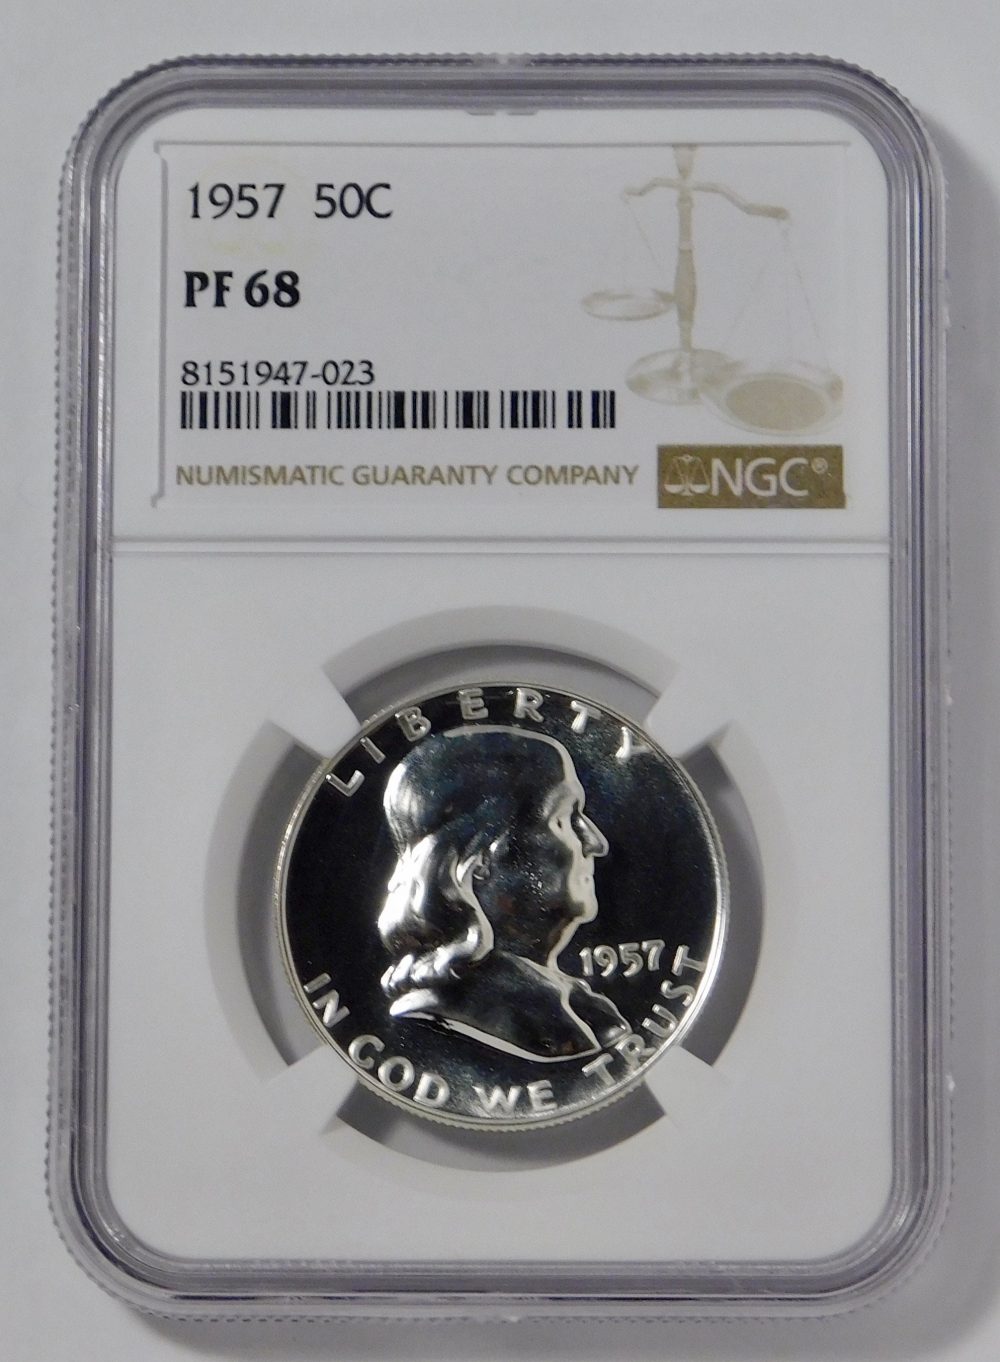 1957 50C
PF 68
8151947-023
NUMISMATIC GUARANTY COMPANY NGC®
LIBERTY
1957
IN GOD WE TRUST